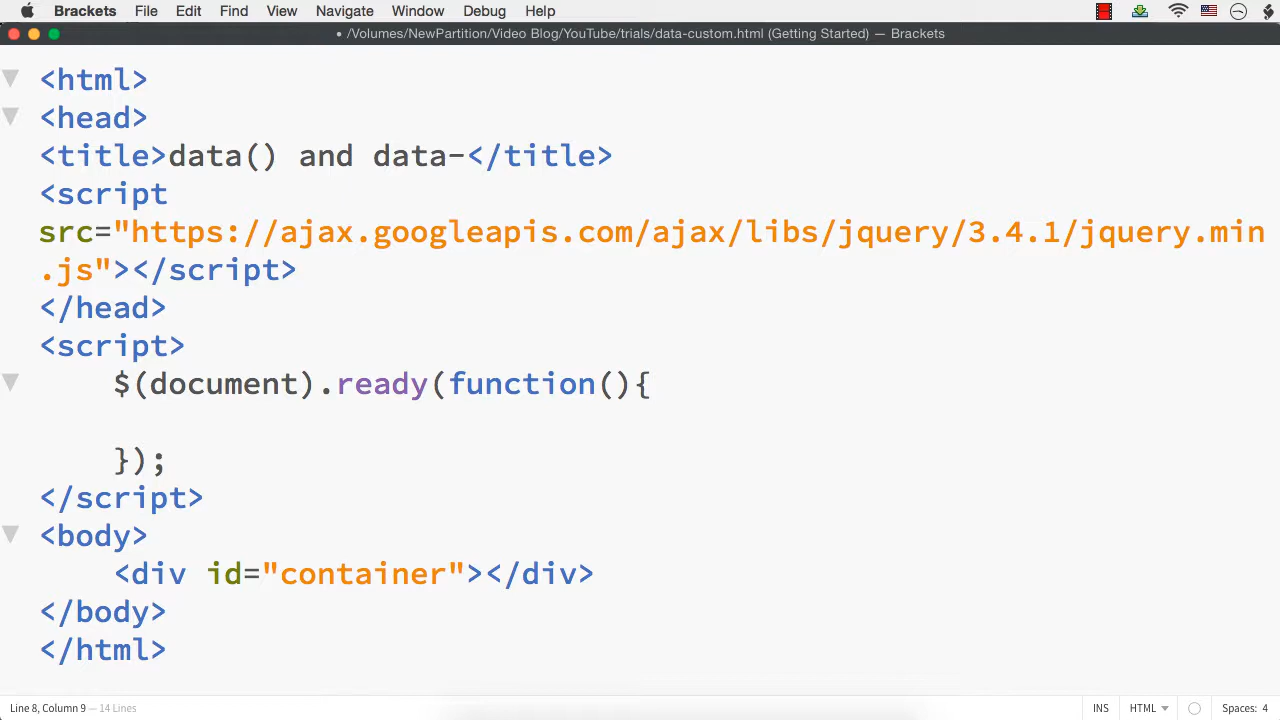 Brackets File Edit Find View Navigate Window Debug Help
• /Volumes/NewPartition/Video Blog/YouTube/trials/data-custom.html (Getting Started) — Brackets
<html>
<head>
<title>data() and data-</title>
<script
src="https://ajax.googleapis.com/ajax/libs/jquery/3.4.1/jquery.min
.js"></script>
</head>
<script>
$(document).ready(function(){
});
</script>
<body>
<div id="container"></div>
</body>
</html>
Line 8, Column 9 — 14 Lines INS HTML Spaces: 4